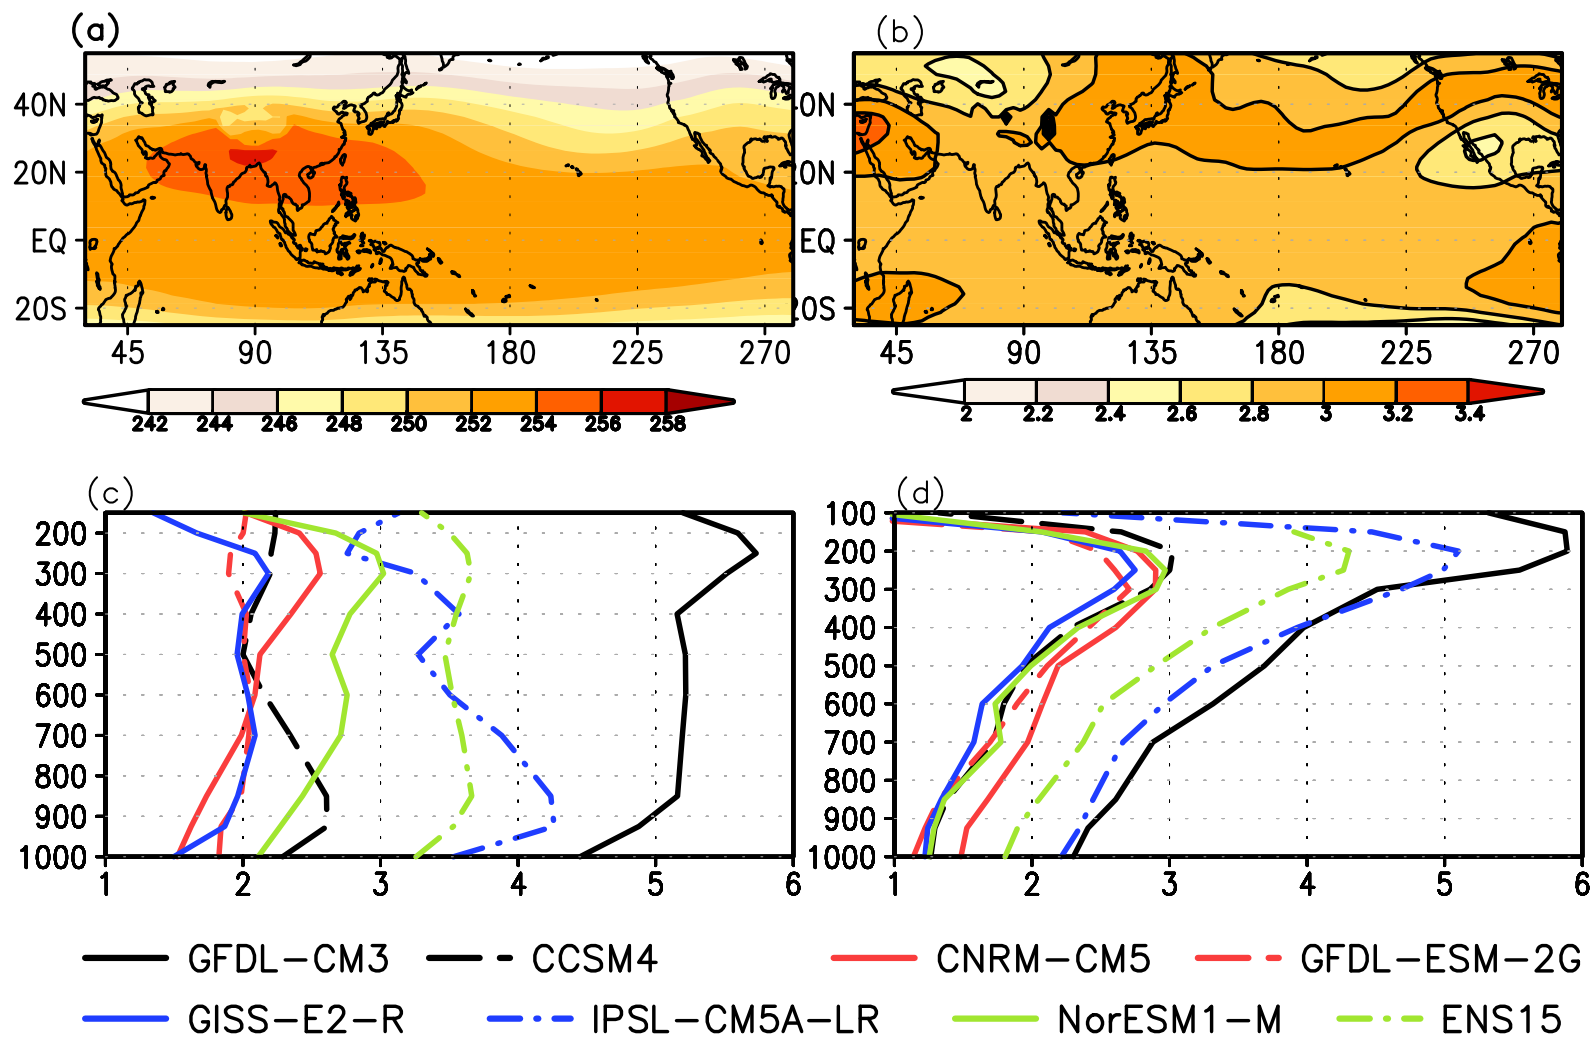 (a)
(b)
40N
20N
EQ
20S
45 90 135 180 225 270
0N
0N
EQ
0S
45 90 135 180 225 270
242 244 246 248 250 252 254 256 258
2 2.2 2.4 2.6 2.8 3 3.2 3.4
(c)
(d)
200
300
400
500
600
700
800
900
1000
1 2 3 4 5 6
100
200
300
400
500
600
700
800
900
1000
1 2 3 4 5 6
GFDL-CM3 CCSM4 CNRM-CM5 GFDL-ESM-2G
GISS-E2-R IPSL-CM5A-LR NorESM1-M ENS15